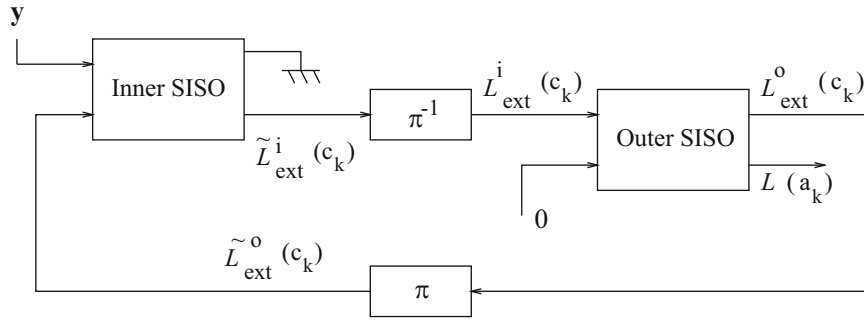 y
Inner SISO
L̃ⁱ_ext (c_k)
π⁻¹
Lⁱ_ext (c_k)
Outer SISO
Lᵒ_ext (c_k)
L (a_k)
0
L̃ᵒ_ext (c_k)
π